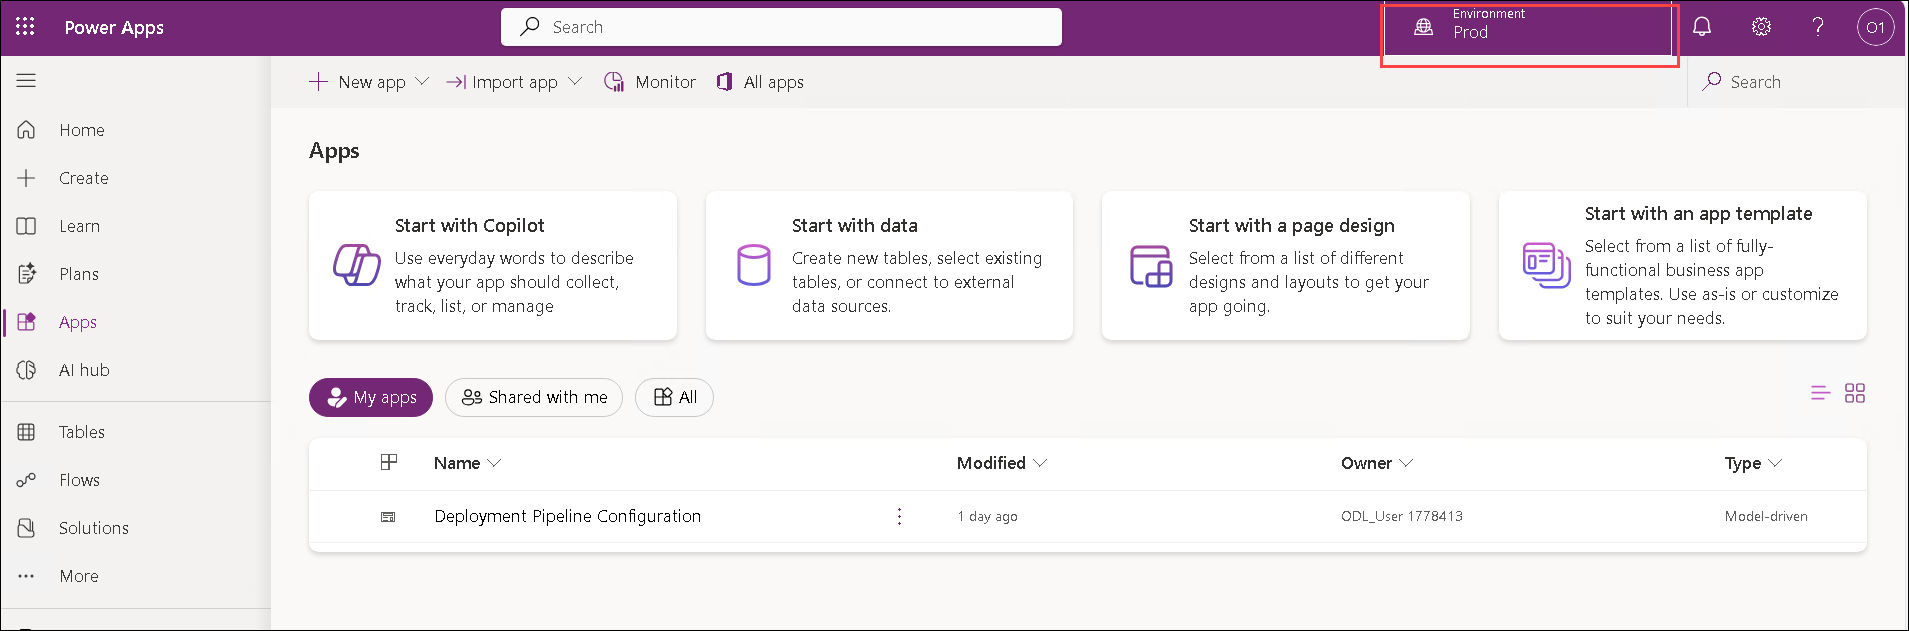 Power Apps
Search
Environment
Prod
?
O1
New app
Import app
Monitor
All apps
Search
Home
Create
Learn
Plans
Apps
AI hub
Tables
Flows
Solutions
More
Apps
Start with Copilot
Use everyday words to describe
what your app should collect,
track, list, or manage
Start with data
Create new tables, select existing
tables, or connect to external
data sources.
Start with a page design
Select from a list of different
designs and layouts to get your
app going.
Start with an app template
Select from a list of fully-
functional business app
templates. Use as-is or customize
to suit your needs.
My apps
Shared with me
All
Name
Modified
Owner
Type
Deployment Pipeline Configuration
1 day ago
ODL_User 1778413
Model-driven